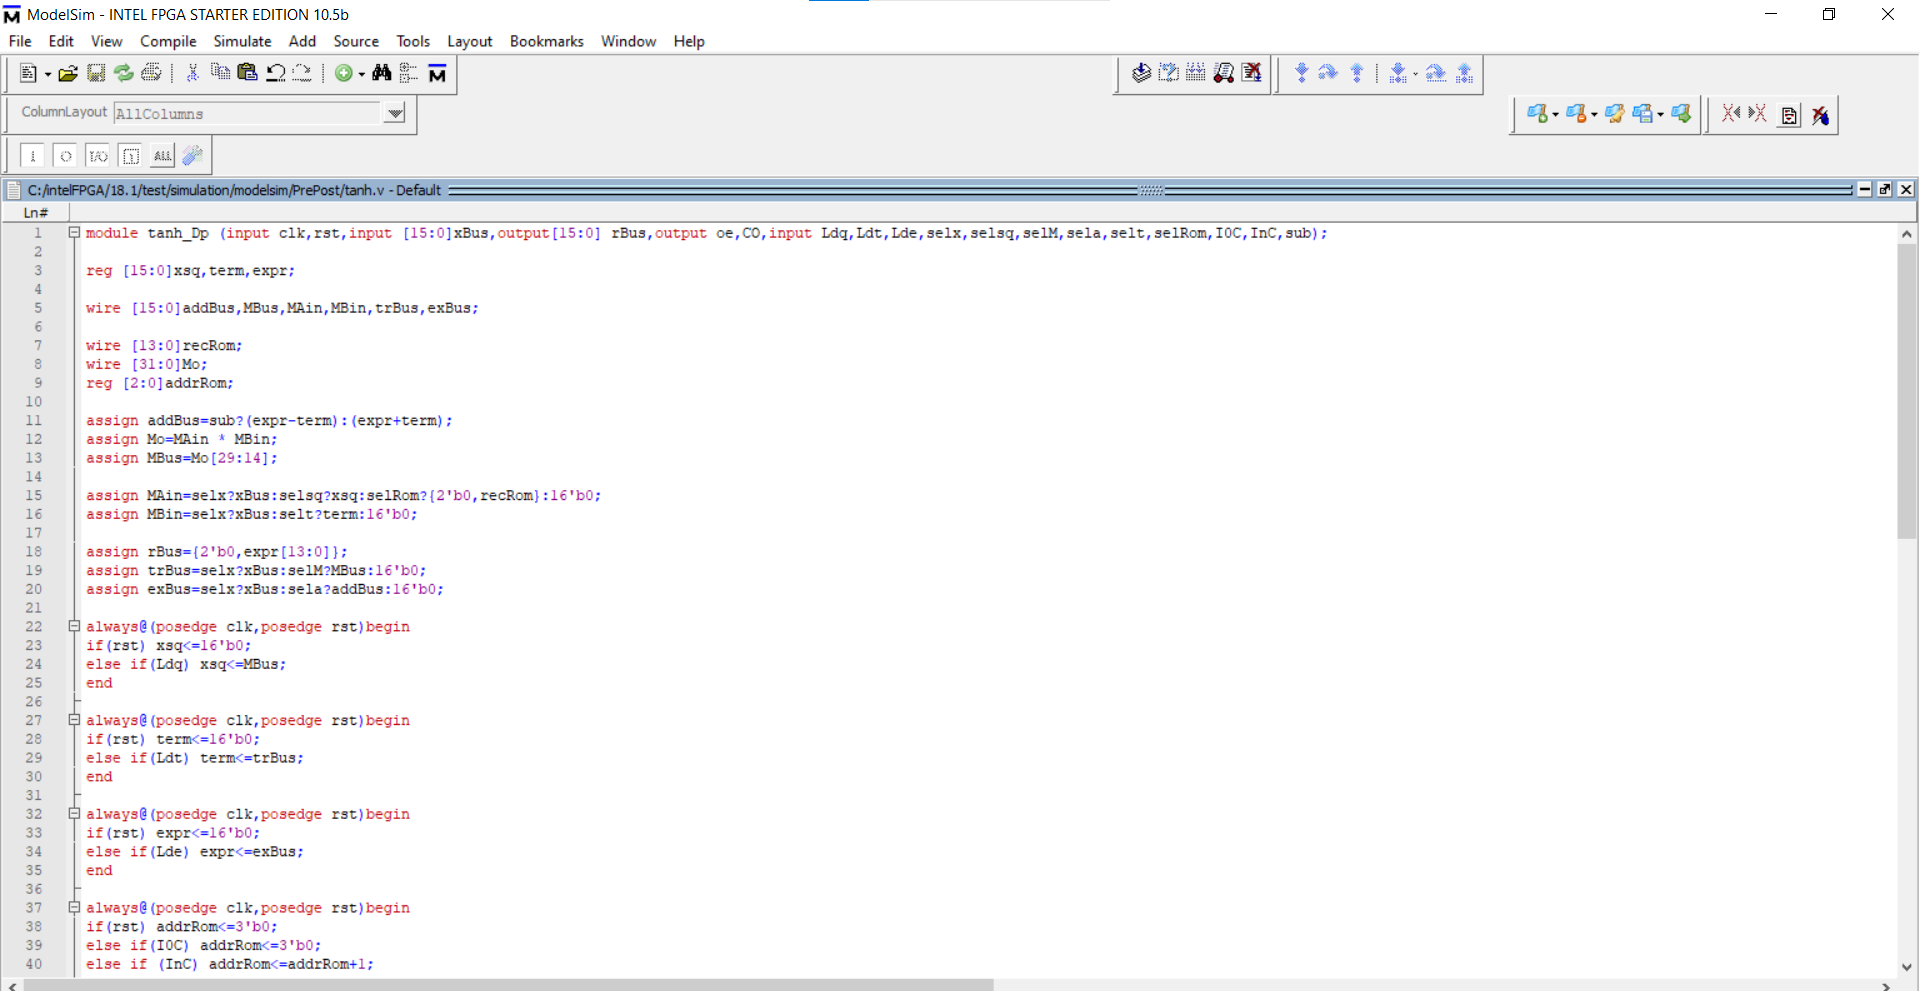 ModelSim - INTEL FPGA STARTER EDITION 10.5b
File Edit View Compile Simulate Add Source Tools Layout Bookmarks Window Help
ColumnLayout AllColumns
ALL
C:/intelFPGA/18.1/test/simulation/modelsim/PrePost/tanh.v - Default
Ln#
1 module tanh_Dp (input clk,rst,input [15:0]xBus,output[15:0] rBus,output oe,CO,input Ldq,Ldt,Lde,selx,selsq,selM,sela,selt,selRom,I0C,InC,sub);
2
3 reg [15:0]xsq,term,expr;
4
5 wire [15:0]addBus,MBus,MAin,MBin,trBus,exBus;
6
7 wire [13:0]recRom;
8 wire [31:0]Mo;
9 reg [2:0]addrRom;
10
11 assign addBus=sub?(expr-term):(expr+term);
12 assign Mo=MAin * MBin;
13 assign MBus=Mo[29:14];
14
15 assign MAin=selx?xBus:selsq?xsq:selRom?{2'b0,recRom}:16'b0;
16 assign MBin=selx?xBus:selt?term:16'b0;
17
18 assign rBus={2'b0,expr[13:0]};
19 assign trBus=selx?xBus:selM?MBus:16'b0;
20 assign exBus=selx?xBus:sela?addBus:16'b0;
21
22 always@(posedge clk,posedge rst)begin
23 if(rst) xsq<=16'b0;
24 else if(Ldq) xsq<=MBus;
25 end
26
27 always@(posedge clk,posedge rst)begin
28 if(rst) term<=16'b0;
29 else if(Ldt) term<=trBus;
30 end
31
32 always@(posedge clk,posedge rst)begin
33 if(rst) expr<=16'b0;
34 else if(Lde) expr<=exBus;
35 end
36
37 always@(posedge clk,posedge rst)begin
38 if(rst) addrRom<=3'b0;
39 else if(I0C) addrRom<=3'b0;
40 else if (InC) addrRom<=addrRom+1;